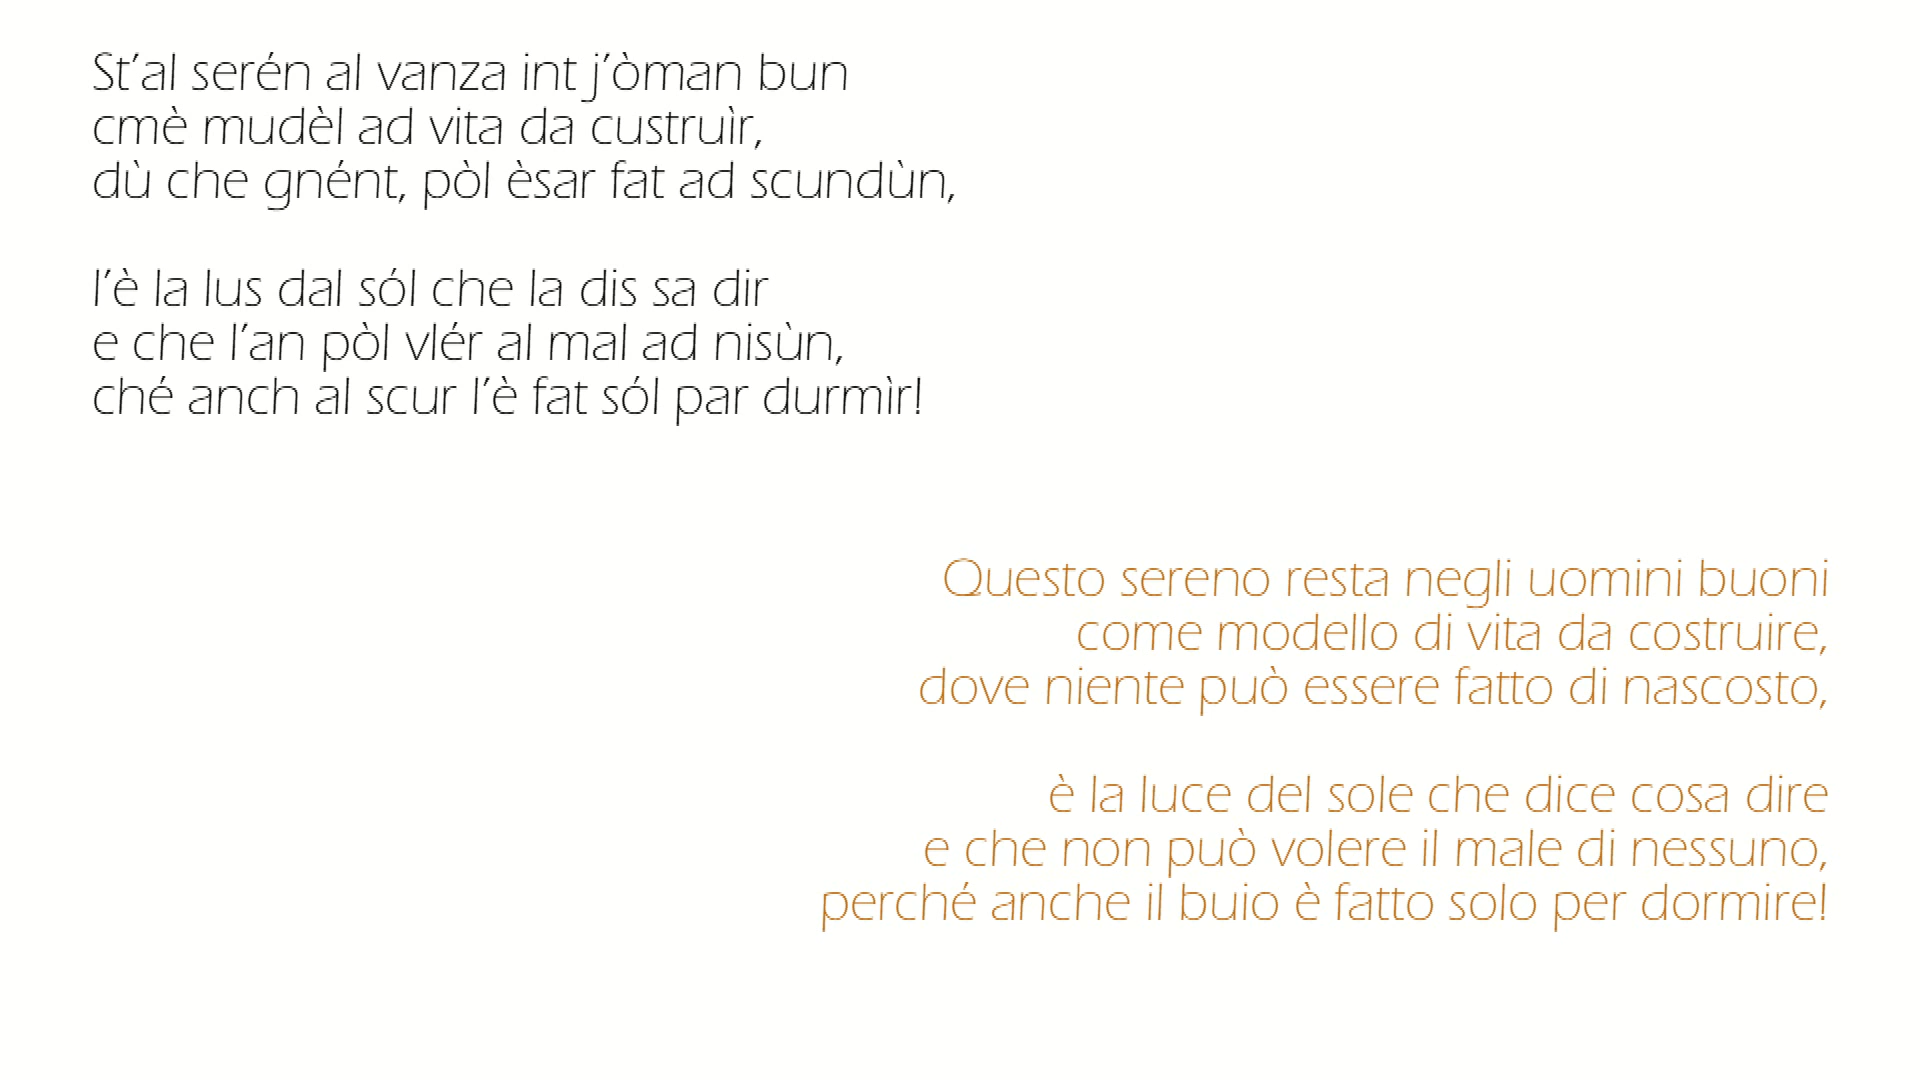 St'al serén al vanza int j'òman bun
cmè mudèl ad vita da custruìr,
dù che gnént, pòl èsar fat ad scundùn,
l'è la lus dal sól che la dis sa dir
e che l'an pòl vlér al mal ad nisùn,
ché anch al scur l'è fat sól par durmìr!
Questo sereno resta negli uomini buoni
come modello di vita da costruire,
dove niente può essere fatto di nascosto,
è la luce del sole che dice cosa dire
e che non può volere il male di nessuno,
perché anche il buio è fatto solo per dormire!